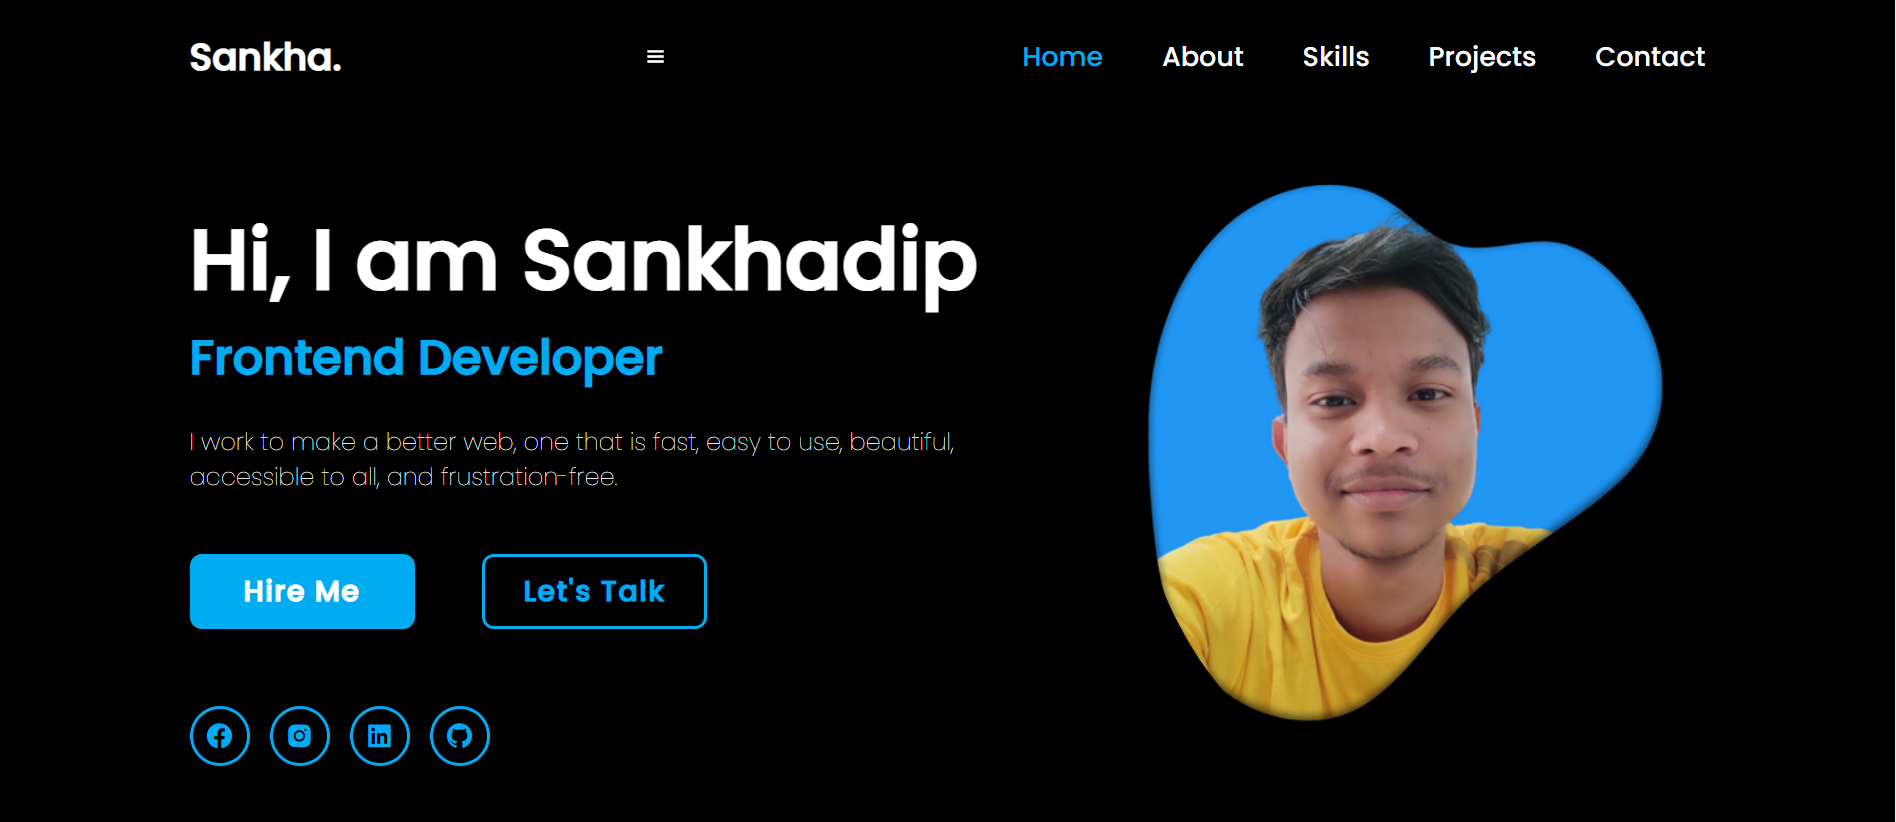 Sankha.
Home About Skills Projects Contact
Hi, I am Sankhadip
Frontend Developer
I work to make a better web, one that is fast, easy to use, beautiful,
accessible to all, and frustration-free.
Hire Me
Let's Talk